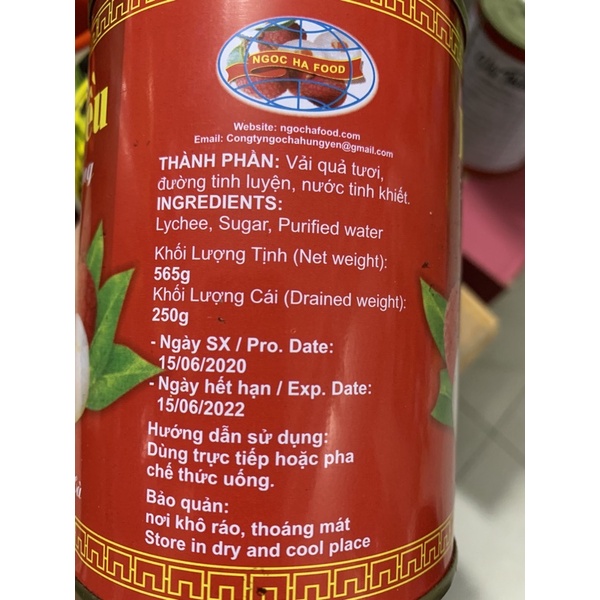 NGOC HA FOOD
Website: ngochafood.com
Email: Congtyngochahungyen@gmail.com
THÀNH PHẦN: Vải quả tươi,
đường tinh luyện, nước tinh khiết.
INGREDIENTS:
Lychee, Sugar, Purified water
Khối Lượng Tịnh (Net weight):
565g
Khối Lượng Cái (Drained weight):
250g
- Ngày SX / Pro. Date:
15/06/2020
- Ngày hết hạn / Exp. Date:
15/06/2022
Hướng dẫn sử dụng:
Dùng trực tiếp hoặc pha
chế thức uống.
Bảo quản:
nơi khô ráo, thoáng mát
Store in dry and cool place